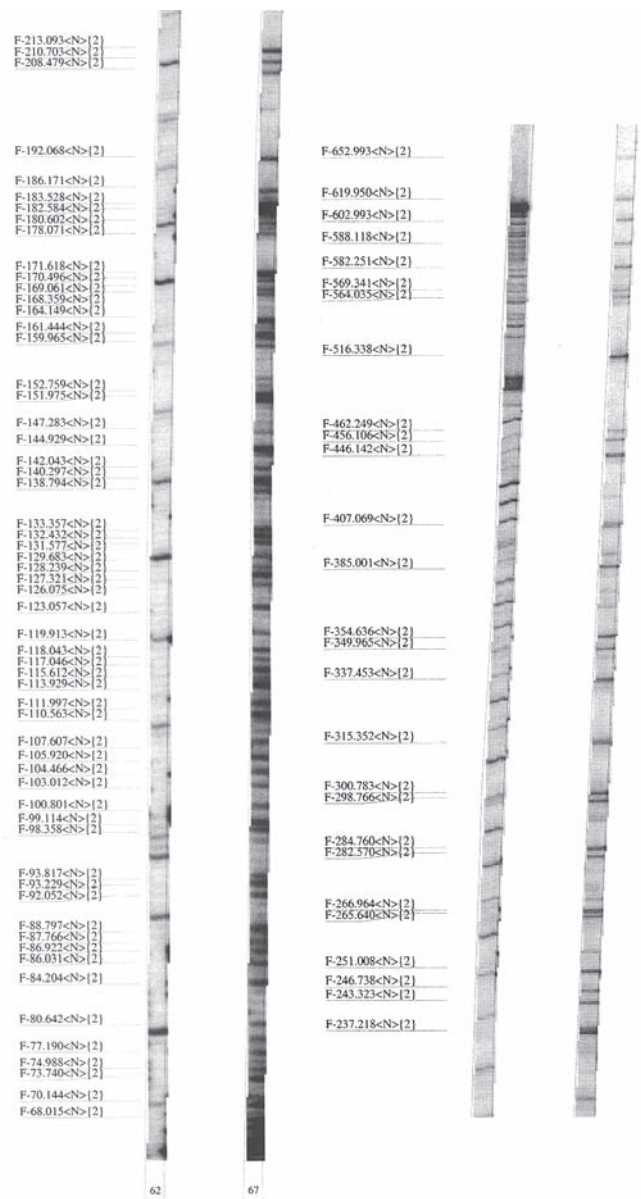 F-213.093<N>{2}
F-210.703<N>{2}
F-208.479<N>{2}
F-192.068<N>{2}
F-186.171<N>{2}
F-183.528<N>{2}
F-182.584<N>{2}
F-180.602<N>{2}
F-178.071<N>{2}
F-171.618<N>{2}
F-170.496<N>{2}
F-169.061<N>{2}
F-168.359<N>{2}
F-164.149<N>{2}
F-161.444<N>{2}
F-159.965<N>{2}
F-152.759<N>{2}
F-151.975<N>{2}
F-147.283<N>{2}
F-144.929<N>{2}
F-142.043<N>{2}
F-140.297<N>{2}
F-138.794<N>{2}
F-133.357<N>{2}
F-132.432<N>{2}
F-131.577<N>{2}
F-129.683<N>{2}
F-128.239<N>{2}
F-127.321<N>{2}
F-126.075<N>{2}
F-123.057<N>{2}
F-119.913<N>{2}
F-118.043<N>{2}
F-117.046<N>{2}
F-115.612<N>{2}
F-113.929<N>{2}
F-111.997<N>{2}
F-110.563<N>{2}
F-107.607<N>{2}
F-105.920<N>{2}
F-104.466<N>{2}
F-103.012<N>{2}
F-100.801<N>{2}
F-99.114<N>{2}
F-98.358<N>{2}
F-93.817<N>{2}
F-93.229<N>{2}
F-92.052<N>{2}
F-88.797<N>{2}
F-87.766<N>{2}
F-86.922<N>{2}
F-86.031<N>{2}
F-84.204<N>{2}
F-80.642<N>{2}
F-77.190<N>{2}
F-74.988<N>{2}
F-73.740<N>{2}
F-70.144<N>{2}
F-68.015<N>{2}
62
67
F-652.993<N>{2}
F-619.950<N>{2}
F-602.993<N>{2}
F-588.118<N>{2}
F-582.251<N>{2}
F-569.341<N>{2}
F-564.035<N>{2}
F-516.338<N>{2}
F-462.249<N>{2}
F-456.106<N>{2}
F-446.142<N>{2}
F-407.069<N>{2}
F-385.001<N>{2}
F-354.636<N>{2}
F-349.965<N>{2}
F-337.453<N>{2}
F-315.352<N>{2}
F-300.783<N>{2}
F-298.766<N>{2}
F-284.760<N>{2}
F-282.570<N>{2}
F-266.964<N>{2}
F-265.640<N>{2}
F-251.008<N>{2}
F-246.738<N>{2}
F-243.323<N>{2}
F-237.218<N>{2}